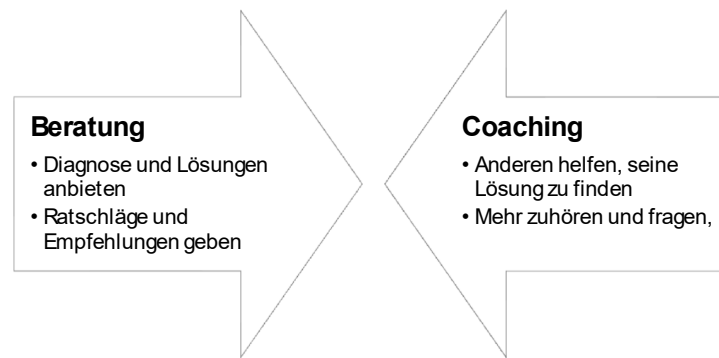 Beratung
• Diagnose und Lösungen
anbieten
• Ratschläge und
Empfehlungen geben
Coaching
• Anderen helfen, seine
Lösung zu finden
• Mehr zuhören und fragen,